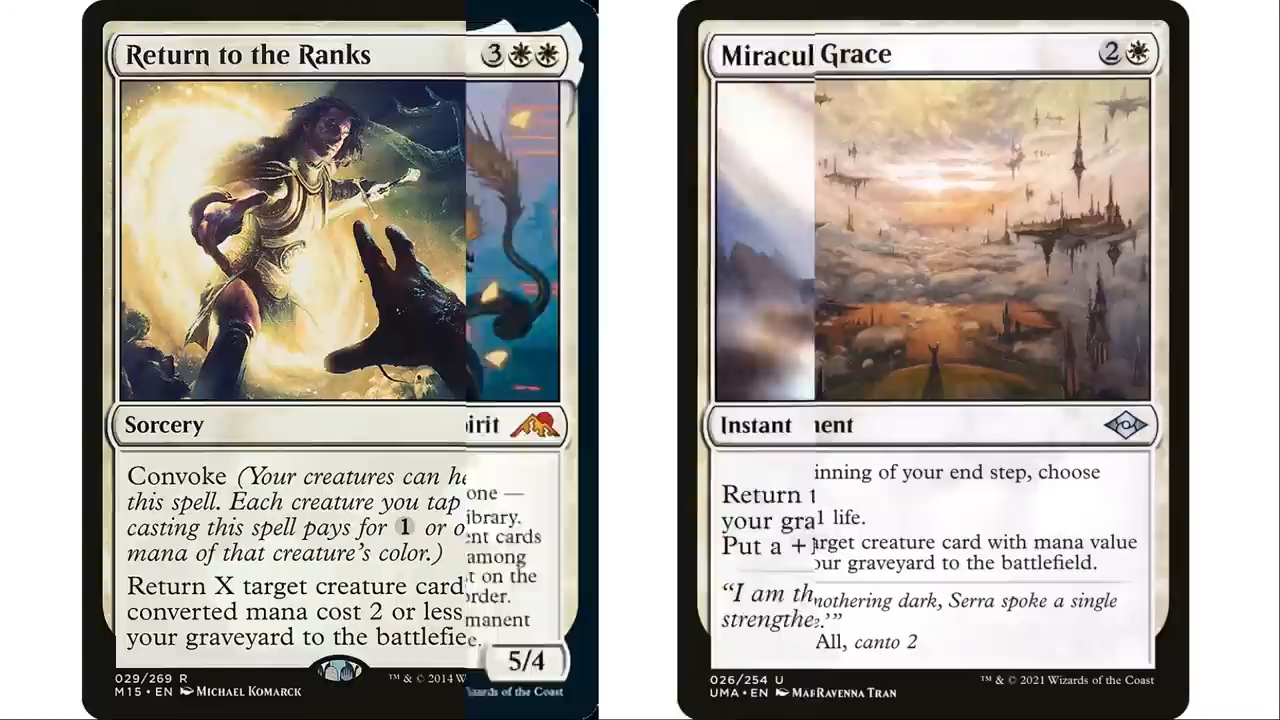 Return to the Ranks 3
Sorcery irit
Convoke (Your creatures can he
this spell. Each creature you tap
casting this spell pays for 1 or o
mana of that creature's color.)
Return X target creature card
converted mana cost 2 or less
your graveyard to the battlefie
one —
ibrary.
nt cards
among
t on the
rder.
manent
e.
5/4
029/269 R
M15 • EN MICHAEL KOMARCK
™ & © 2014 W
izards of the Coast
Miracul Grace 2
Instant ment
Return t
your gra
Put a +
"I am th
strengthe
inning of your end step, choose
1 life.
arget creature card with mana value
our graveyard to the battlefield.
mothering dark, Serra spoke a single
e.'"
All, canto 2
026/254 U
UMA • EN MAR RAVENNA TRAN
™ & © 2021 Wizards of the Coast